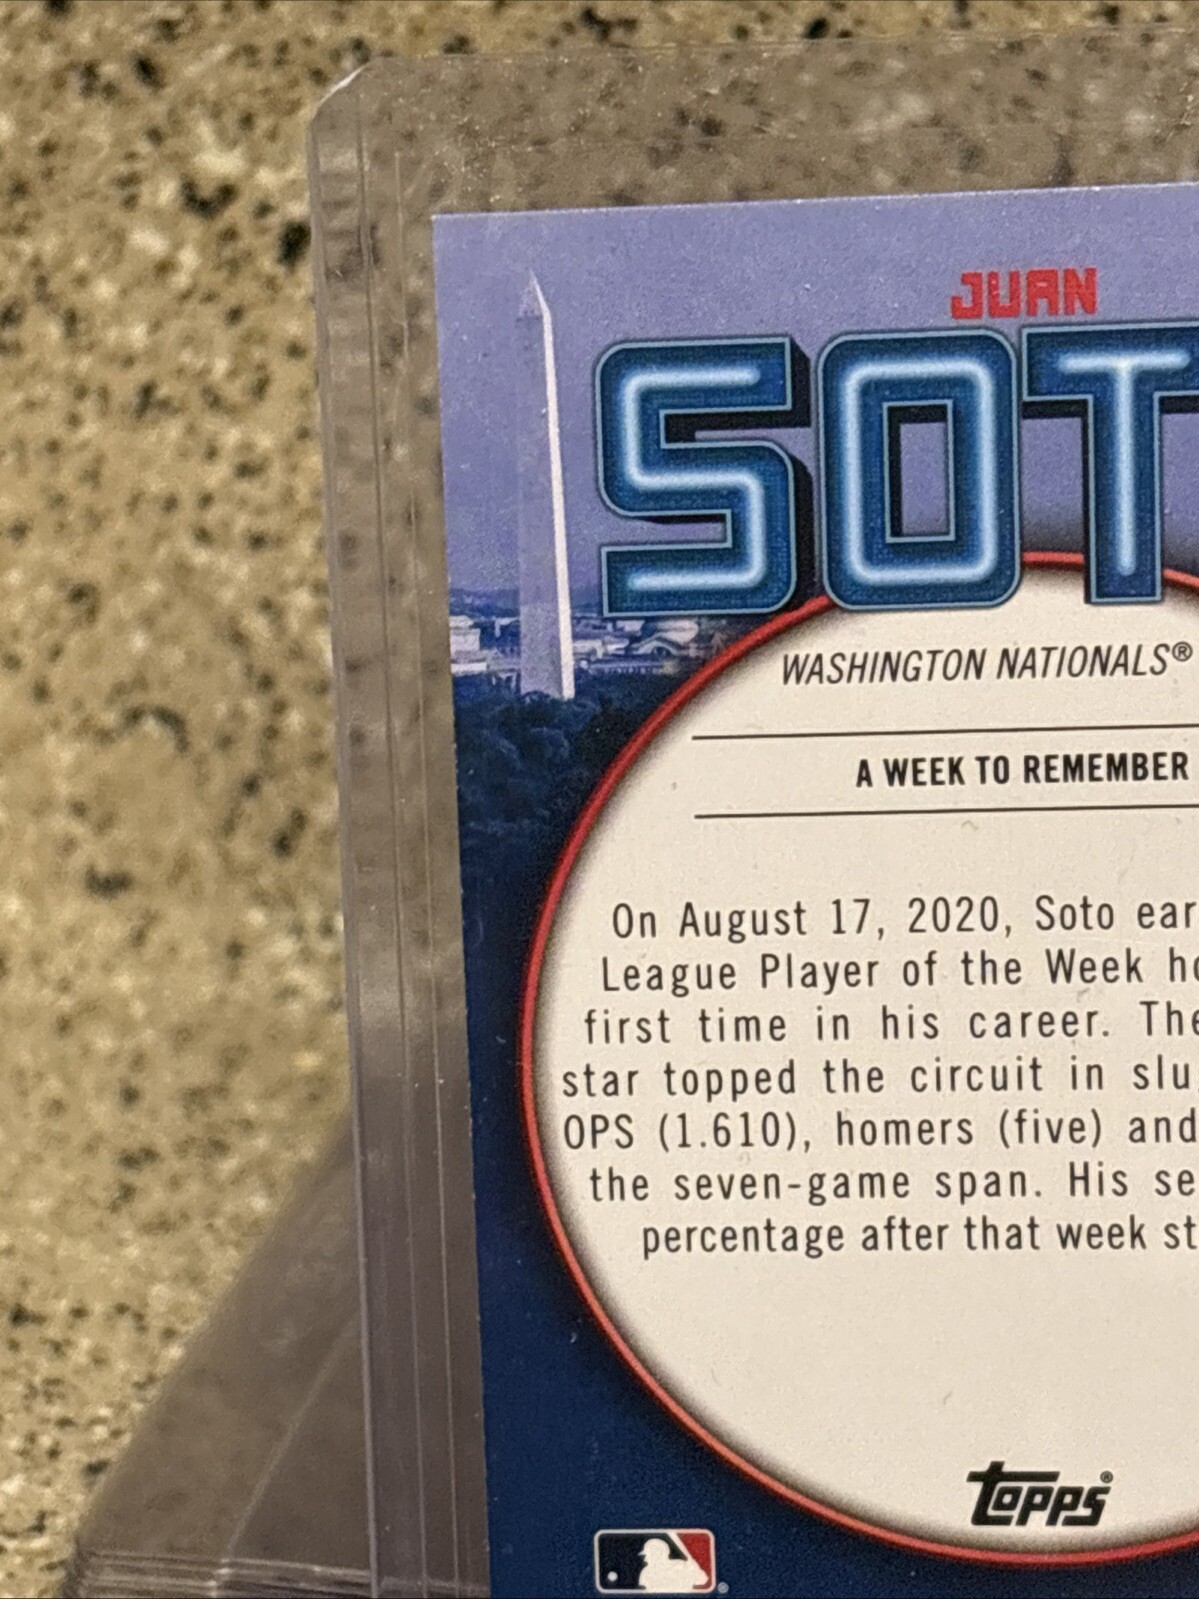 JUAN
SOT
WASHINGTON NATIONALS®
A WEEK TO REMEMBER
On August 17, 2020, Soto ear
League Player of the Week ho
first time in his career. The
star topped the circuit in slu
OPS (1.610), homers (five) and
the seven-game span. His se
percentage after that week st
topps®
®